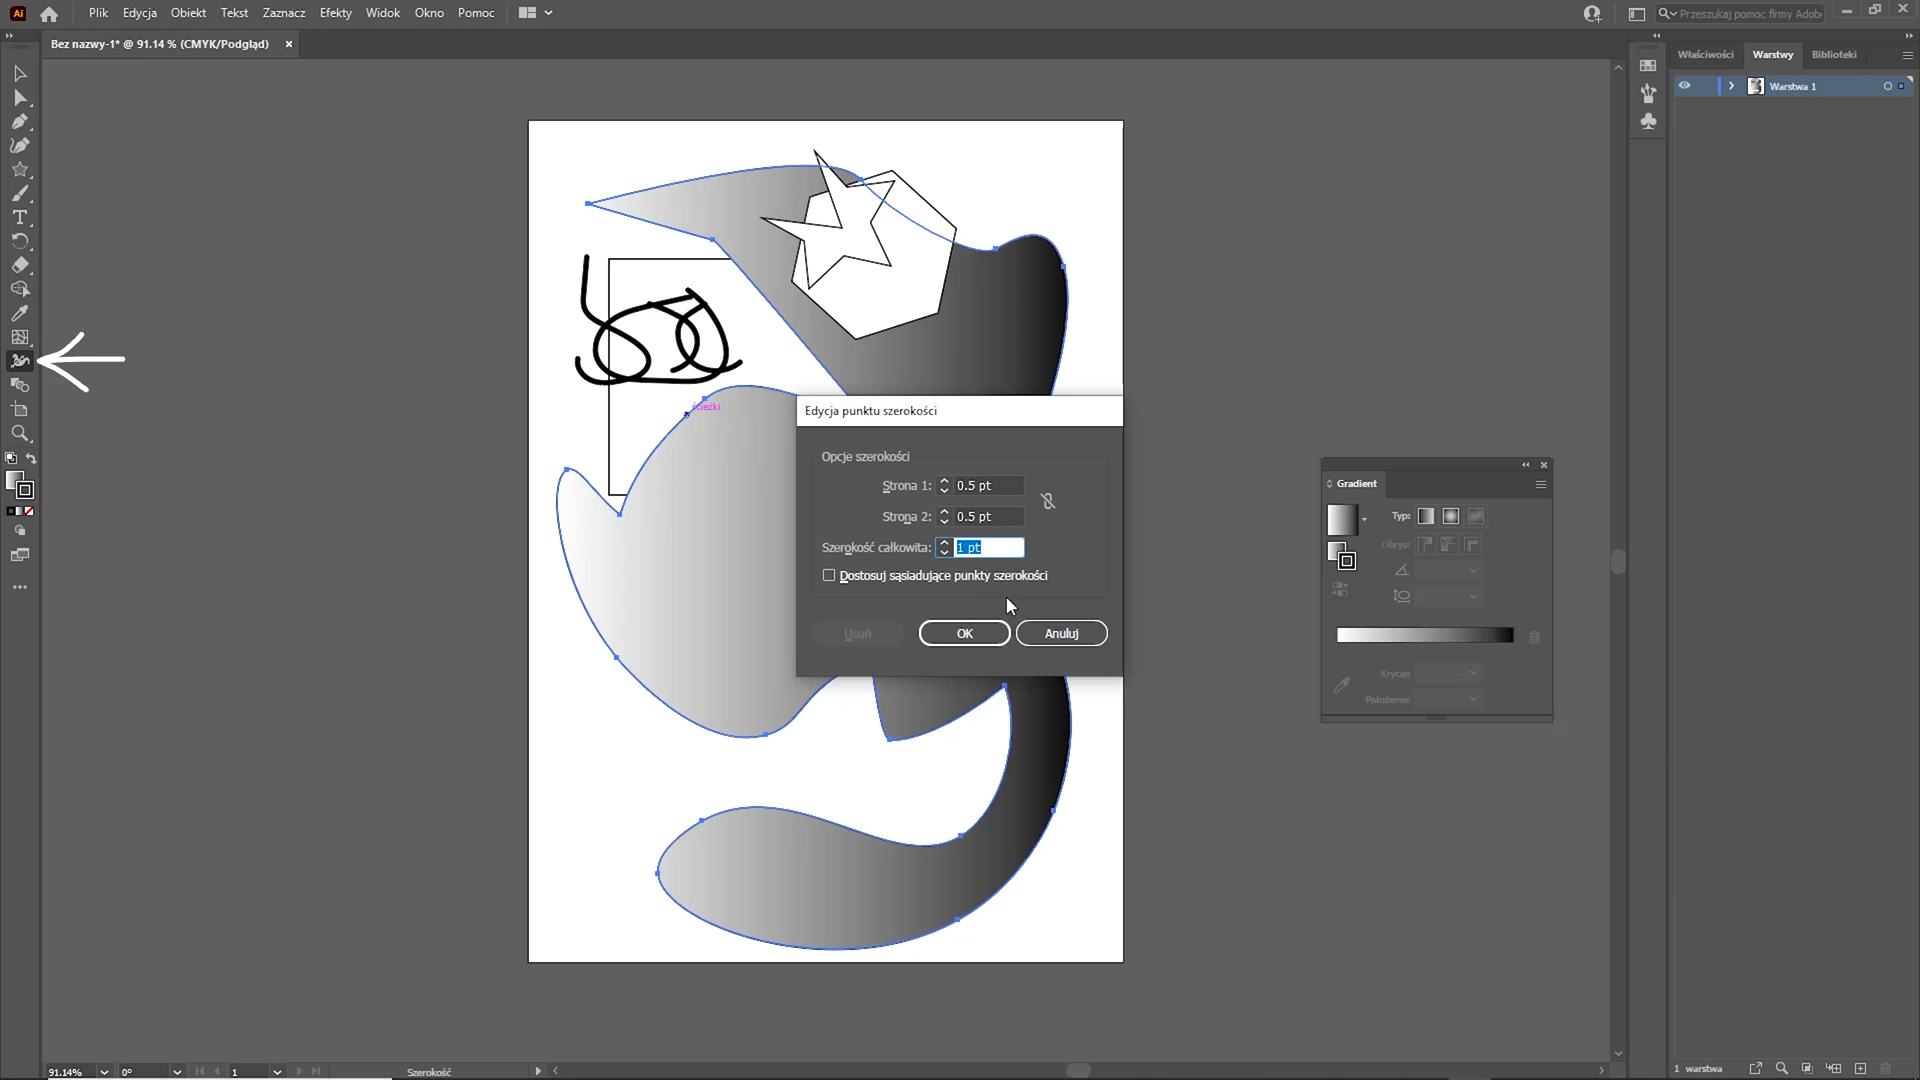 Ai
Plik Edycja Obiekt Tekst Zaznacz Efekty Widok Okno Pomoc
Przeszukaj pomoc firmy Adob
Bez nazwy-1* @ 91.14 % (CMYK/Podgląd)
Właściwości Warstwy Biblioteki
Warstwa 1
ścieżki
Edycja punktu szerokości
Opcje szerokości
Strona 1: 0.5 pt
Strona 2: 0.5 pt
Szerokość całkowita: 1 pt
Dostosuj sąsiadujące punkty szerokości
Usuń OK Anuluj
Gradient
Typ:
Obrys:
Krycie:
Położenie:
91.14% 0° 1 Szerokość
1 warstwa